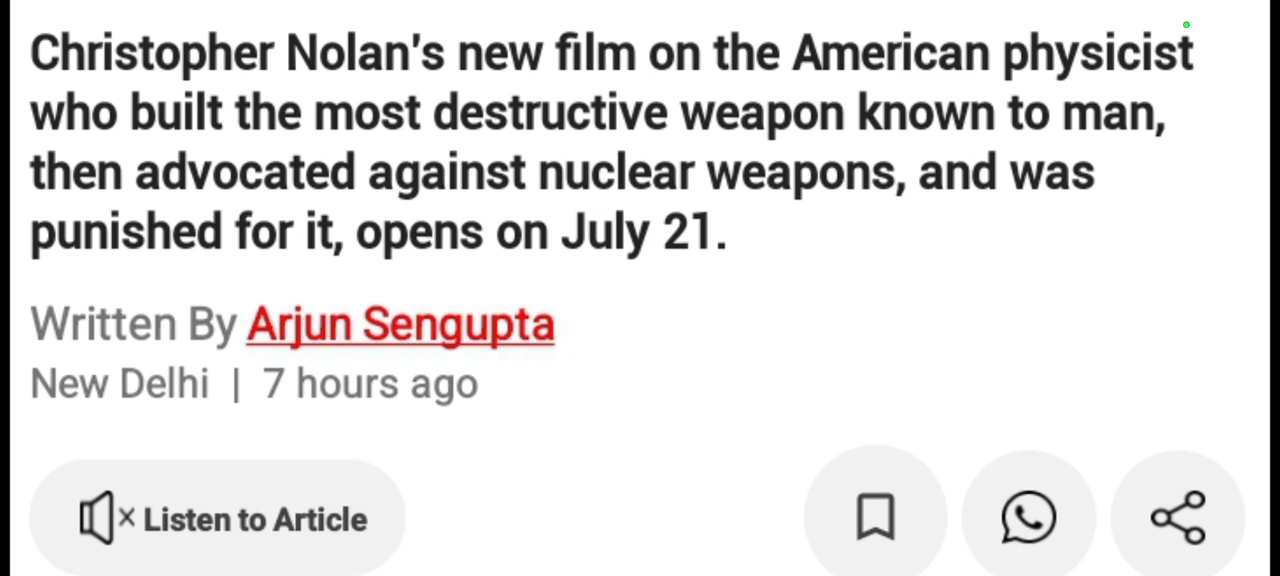 Christopher Nolan's new film on the American physicist
who built the most destructive weapon known to man,
then advocated against nuclear weapons, and was
punished for it, opens on July 21.
Written By Arjun Sengupta
New Delhi | 7 hours ago
Listen to Article